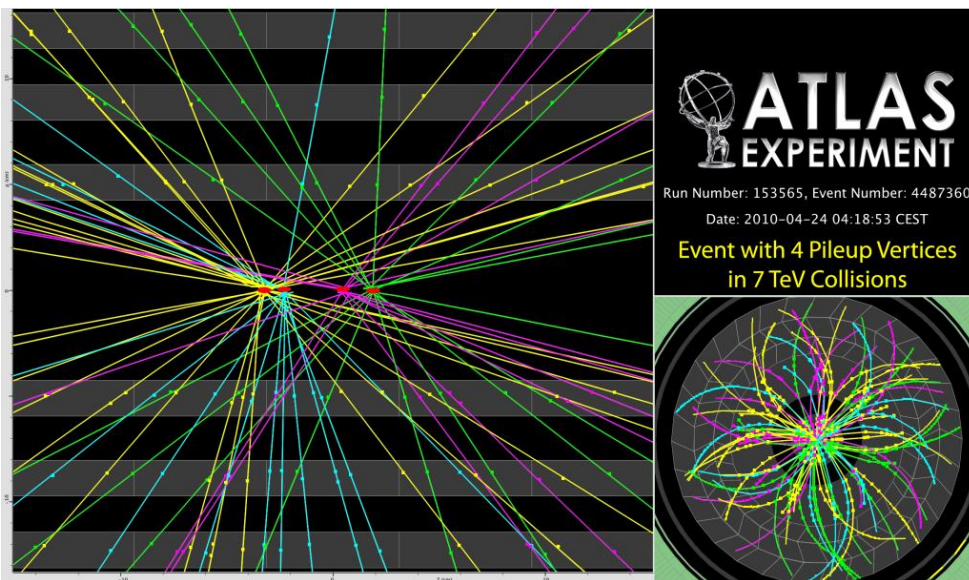 ATLAS
EXPERIMENT
Run Number: 153565, Event Number: 4487360
Date: 2010-04-24 04:18:53 CEST
Event with 4 Pileup Vertices
in 7 TeV Collisions